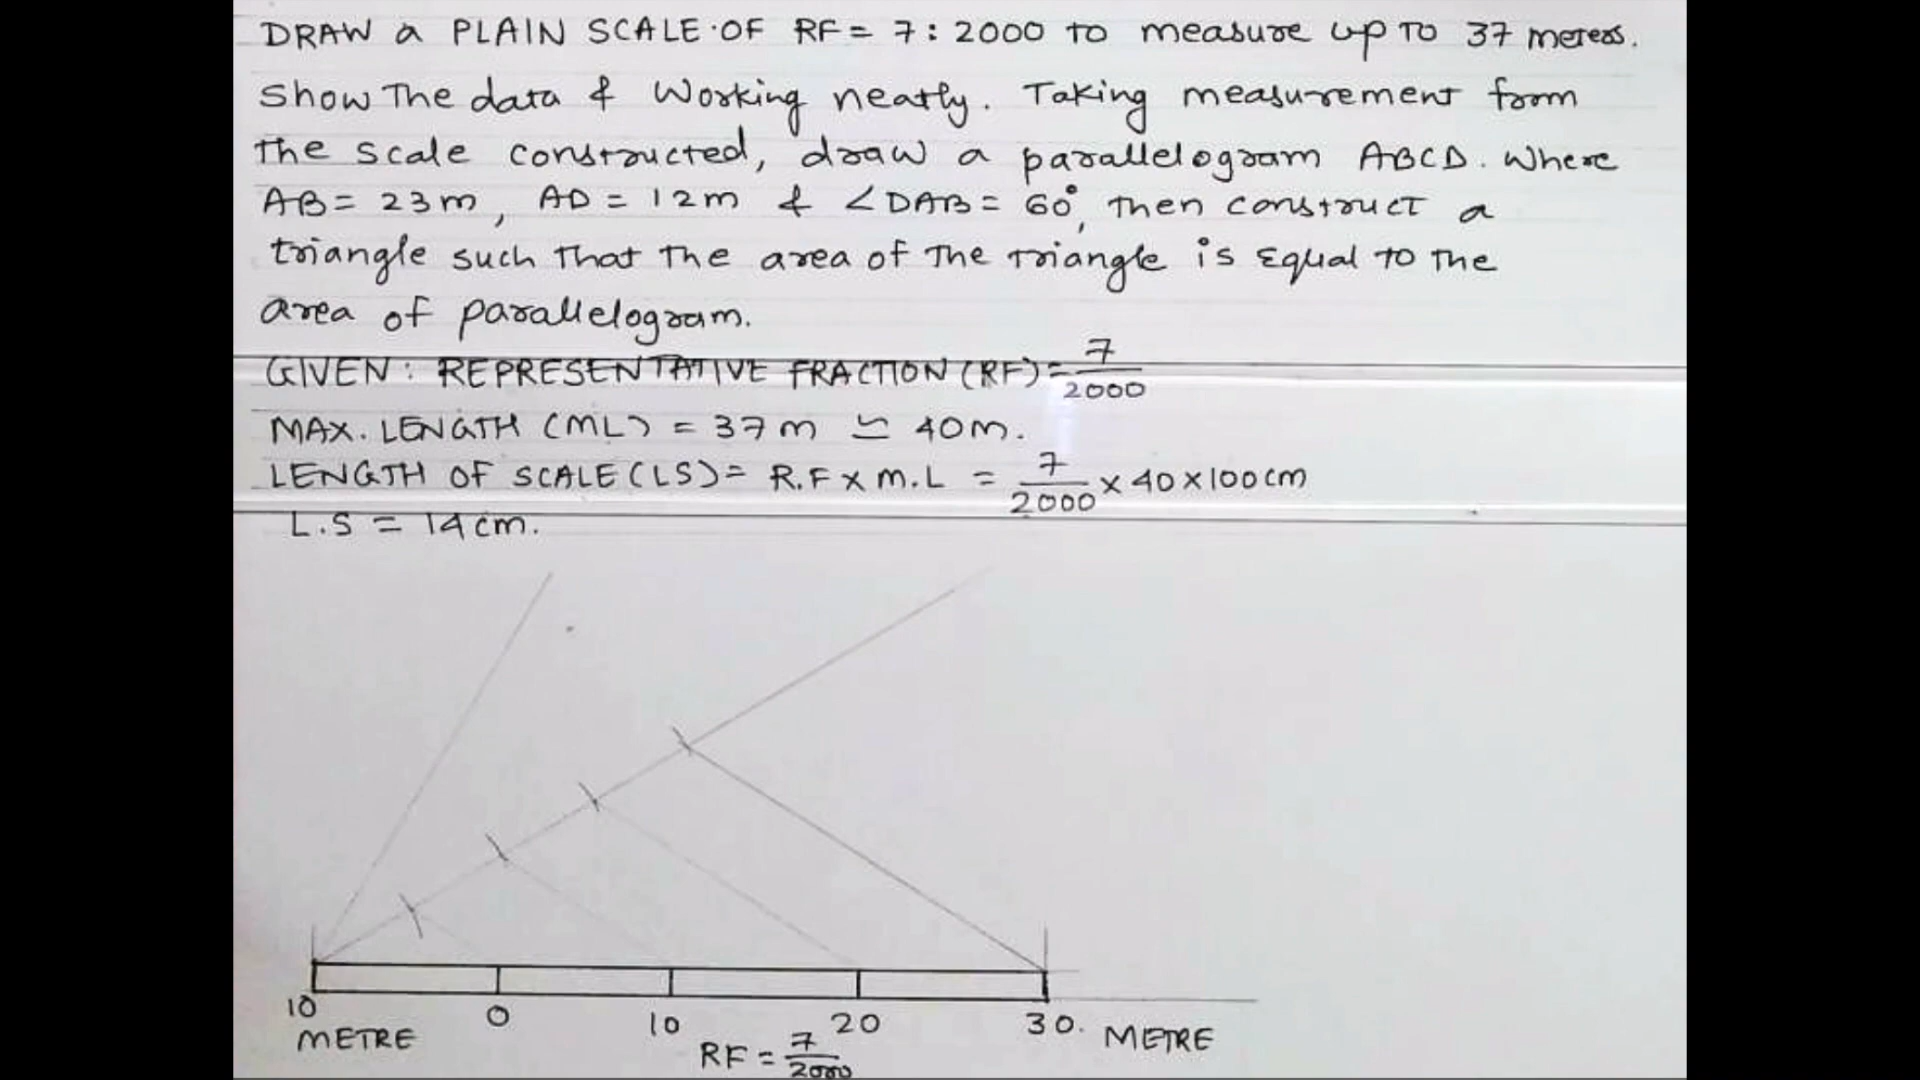 DRAW a PLAIN SCALE OF RF = 7 : 2000 to measure up TO 37 meters.
Show The data & Working neatly. Taking measurement from
the scale constructed, draw a parallelogram ABCD. Where
AB = 23 m, AD = 12 m & ∠DAB = 60°, then construct a
triangle such that the area of the triangle is Equal to the
area of parallelogram.
GIVEN : REPRESENTATIVE FRACTION (RF) = 7/2000
MAX. LENGTH (ML) = 37 m ≃ 40 m.
LENGTH OF SCALE (LS) = R.F x M.L = 7/2000 x 40 x 100 cm
L.S = 14 cm.
10 0 10 20 30.
METRE METRE
RF = 7/2000